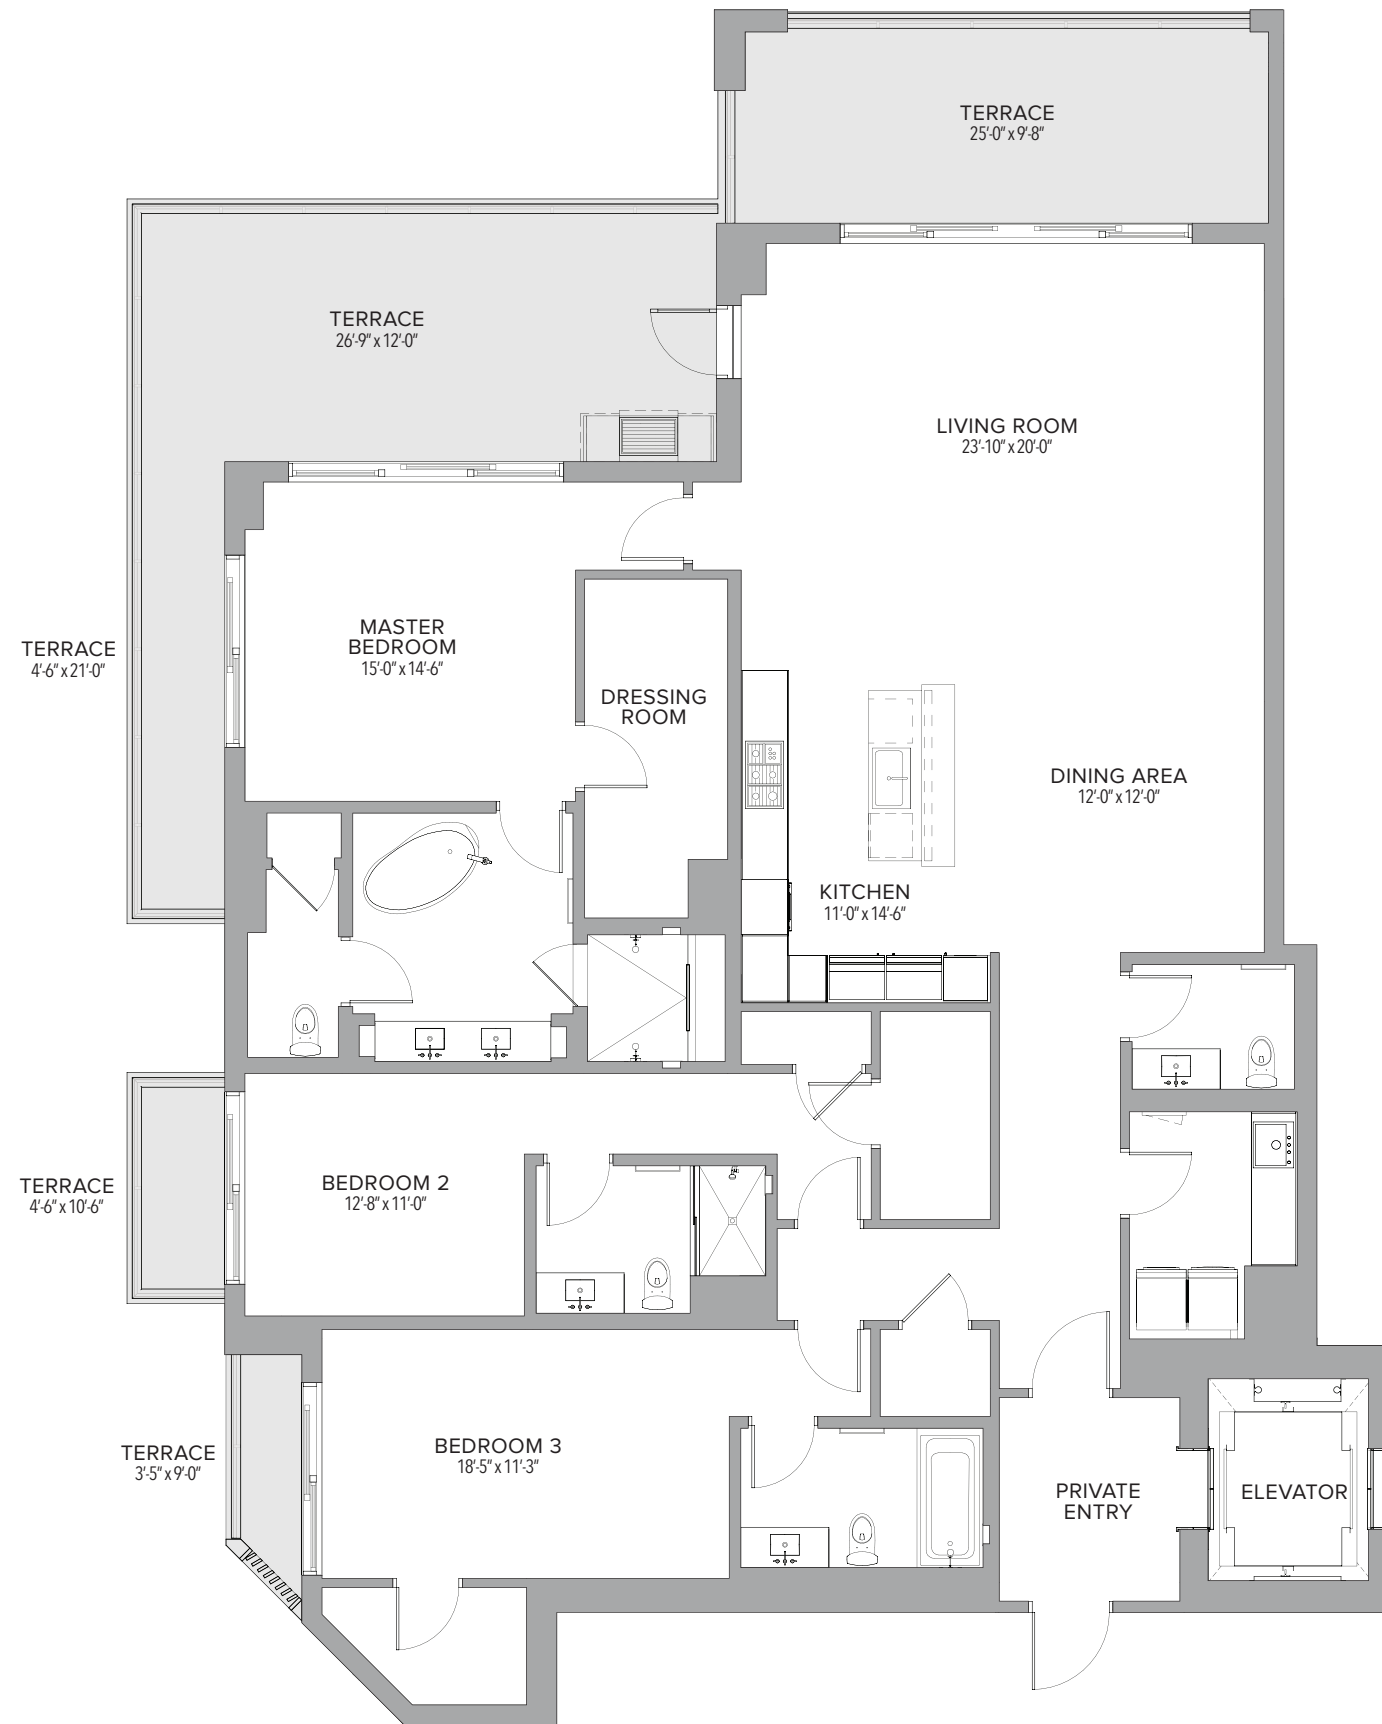 TERRACE
25'-0" x 9'-8"
TERRACE
26'-9" x 12'-0"
LIVING ROOM
23'-10" x 20'-0"
MASTER
BEDROOM
15'-0" x 14'-6"
TERRACE
4'-6" x 21'-0"
DRESSING
ROOM
DINING AREA
12'-0" x 12'-0"
KITCHEN
11'-0" x 14'-6"
BEDROOM 2
12'-8" x 11'-0"
TERRACE
4'-6" x 10'-6"
BEDROOM 3
18'-5" x 11'-3"
TERRACE
3'-5" x 9'-0"
PRIVATE
ENTRY
ELEVATOR